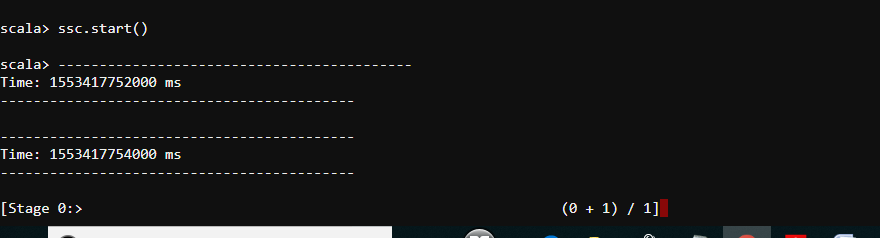 scala> ssc.start()
scala> -------------------------------------------
Time: 1553417752000 ms
-------------------------------------------
-------------------------------------------
Time: 1553417754000 ms
-------------------------------------------
[Stage 0:> (0 + 1) / 1]